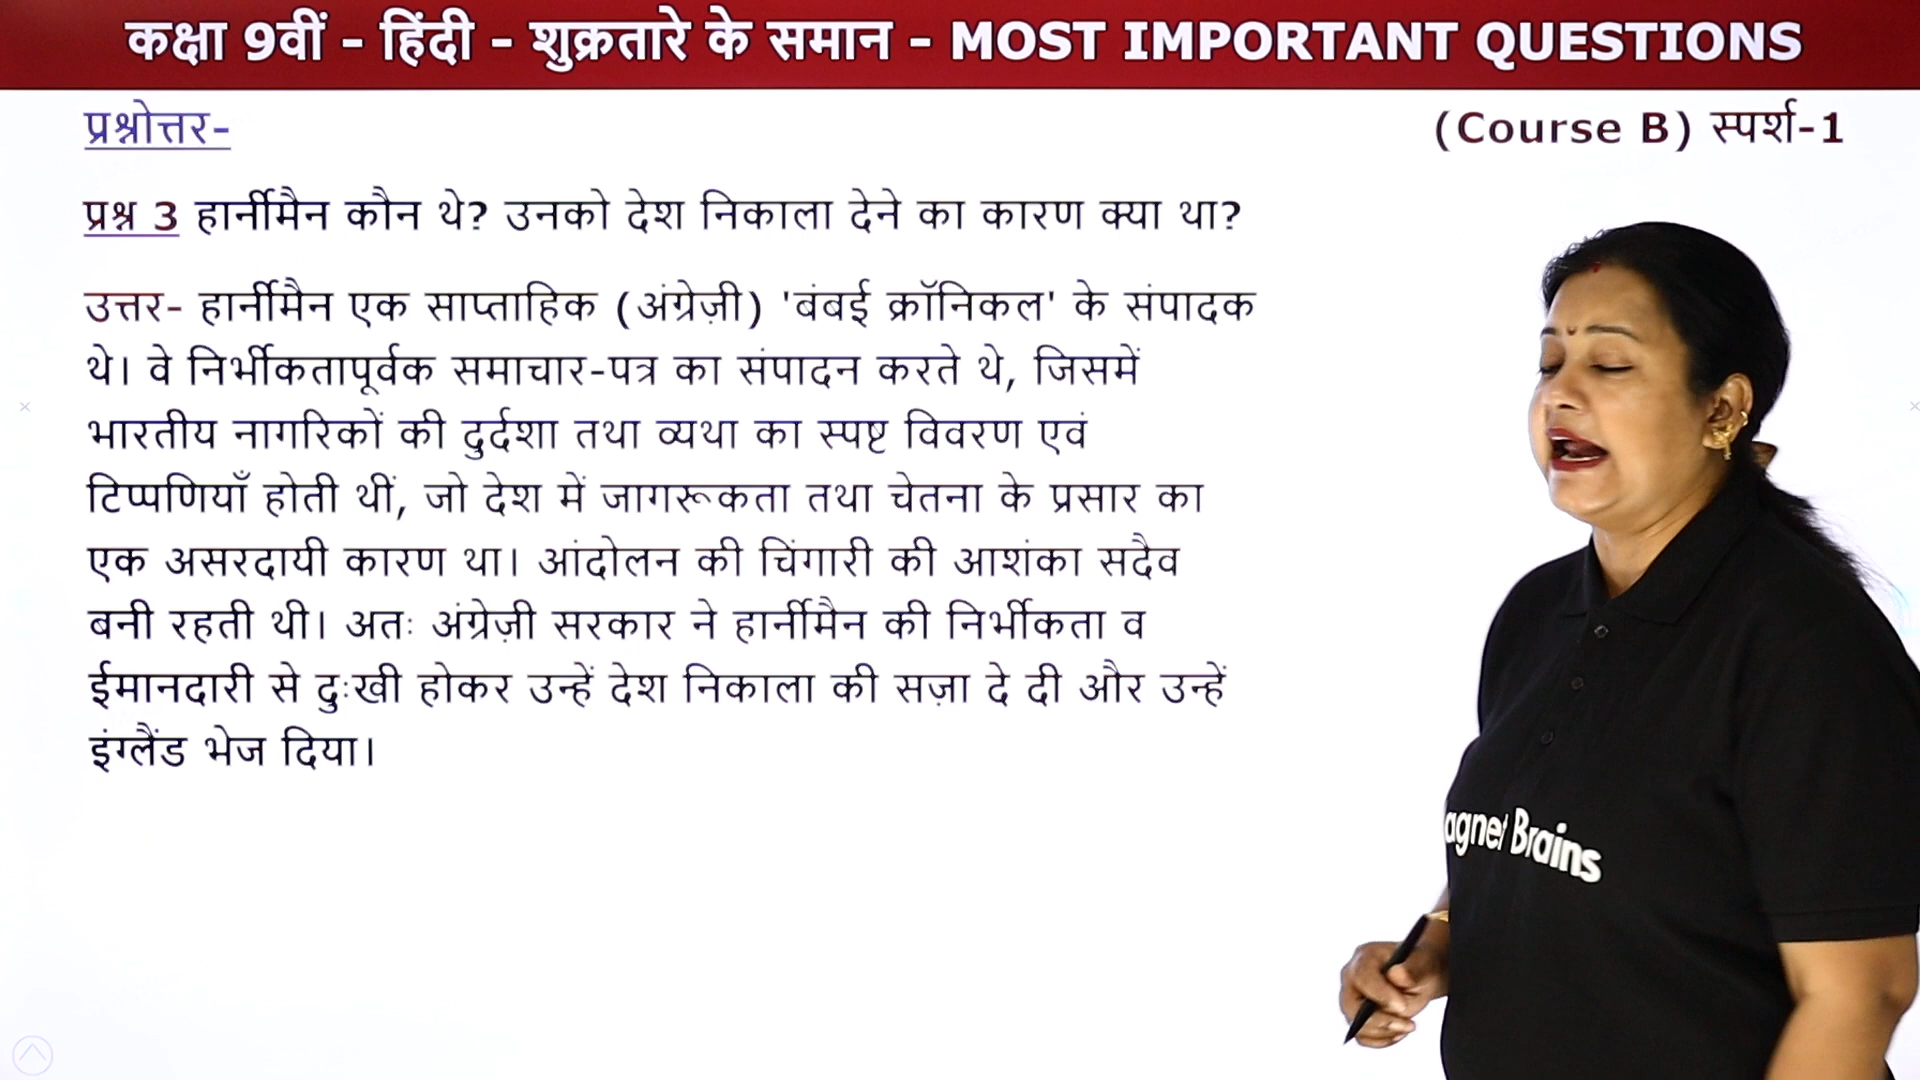 कक्षा 9वीं - हिंदी - शुक्रतारे के समान - MOST IMPORTANT QUESTIONS
प्रश्नोत्तर-
(Course B) स्पर्श-1
प्रश्न 3 हार्नीमैन कौन थे? उनको देश निकाला देने का कारण क्या था?
उत्तर- हार्नीमैन एक साप्ताहिक (अंग्रेज़ी) 'बंबई क्रॉनिकल' के संपादक
थे। वे निर्भीकतापूर्वक समाचार-पत्र का संपादन करते थे, जिसमें
भारतीय नागरिकों की दुर्दशा तथा व्यथा का स्पष्ट विवरण एवं
टिप्पणियाँ होती थीं, जो देश में जागरूकता तथा चेतना के प्रसार का
एक असरदायी कारण था। आंदोलन की चिंगारी की आशंका सदैव
बनी रहती थी। अतः अंग्रेज़ी सरकार ने हार्नीमैन की निर्भीकता व
ईमानदारी से दुःखी होकर उन्हें देश निकाला की सज़ा दे दी और उन्हें
इंग्लैंड भेज दिया।
agnet Brains